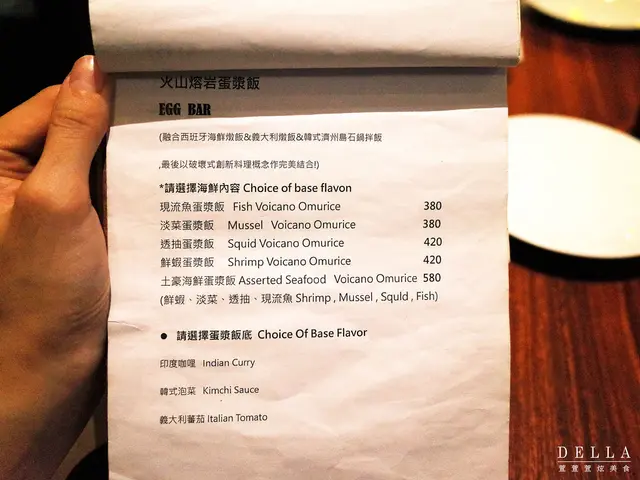 火山熔岩蛋漿飯
EGG BAR
(融合西班牙海鮮燉飯&義大利燉飯&韓式濟州島石鍋拌飯
,最後以破壞式創新料理概念作完美結合!)
*請選擇海鮮內容 Choice of base flavon
現流魚蛋漿飯 Fish Voicano Omurice 380
淡菜蛋漿飯 Mussel Voicano Omurice 380
透抽蛋漿飯 Squid Voicano Omurice 420
鮮蝦蛋漿飯 Shrimp Voicano Omurice 420
土豪海鮮蛋漿飯 Asserted Seafood Voicano Omurice 580
(鮮蝦、淡菜、透抽、現流魚 Shrimp , Mussel , Squld , Fish)
● 請選擇蛋漿飯底 Choice Of Base Flavor
印度咖哩 Indian Curry
韓式泡菜 Kimchi Sauce
義大利蕃茄 Italian Tomato
DELLA
萱萱萱炫美食